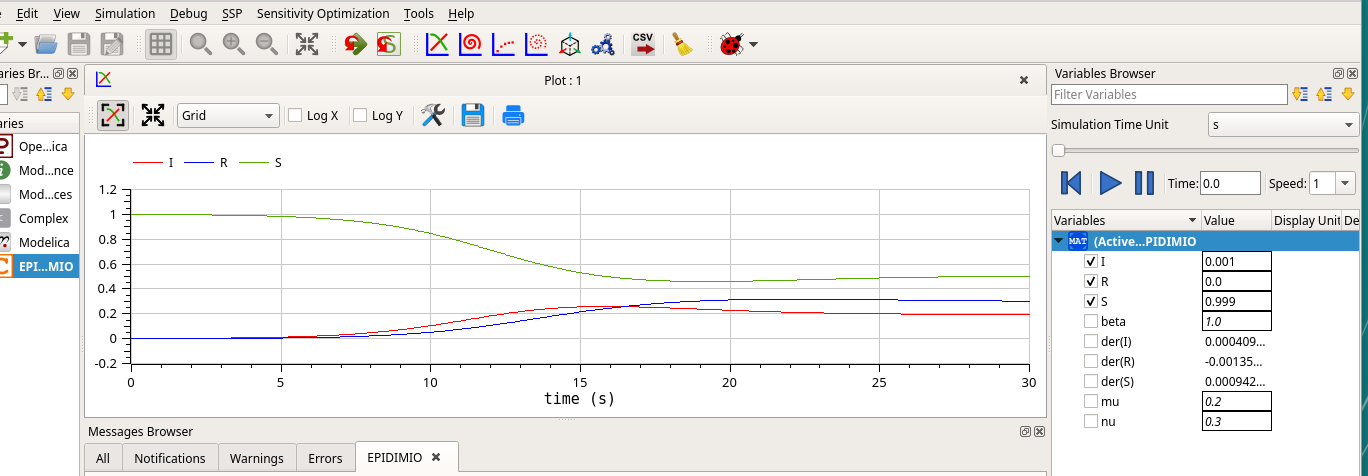 Edit View Simulation Debug SSP Sensitivity Optimization Tools Help
CSV
aries Br...
Plot : 1
Variables Browser
Grid
Log X
Log Y
Filter Variables
Simulation Time Unit
s
aries
Ope...ica
Mod...nce
Mod...ces
Complex
Modelica
EPI...MIO
I R S
1.2
1
0.8
0.6
0.4
0.2
0
-0.2
0 5 10 15 20 25 30
time (s)
Time: 0.0 Speed: 1
Variables Value Display Unit De
MAT (Active...PIDIMIO
I 0.001
R 0.0
S 0.999
beta 1.0
der(I) 0.000409...
der(R) -0.00135...
der(S) 0.000942...
mu 0.2
nu 0.3
Messages Browser
All Notifications Warnings Errors EPIDIMIO